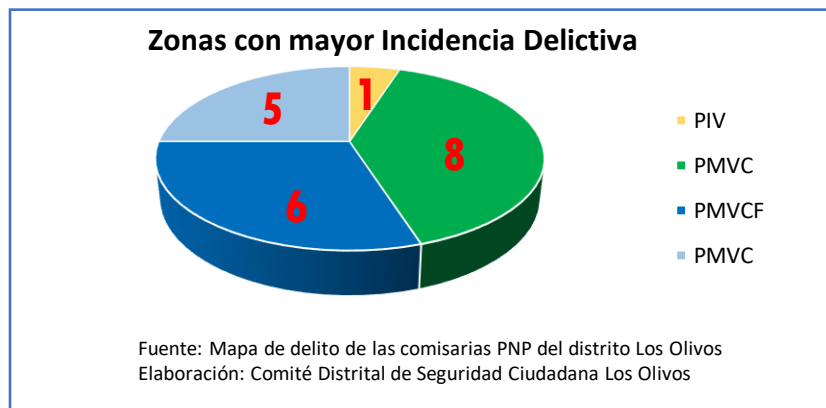 Zonas con mayor Incidencia Delictiva
1
5
8
6
PIV
PMVC
PMVCF
PMVC
Fuente: Mapa de delito de las comisarias PNP del distrito Los Olivos
Elaboración: Comité Distrital de Seguridad Ciudadana Los Olivos